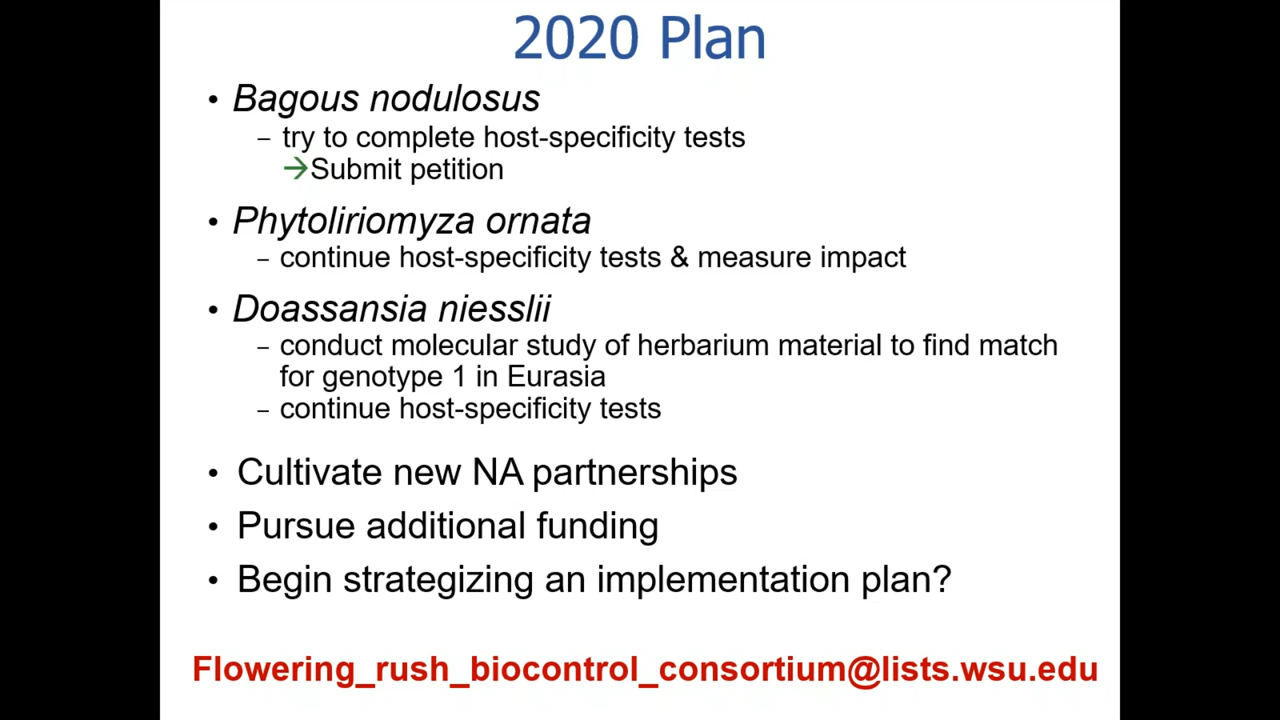 2020 Plan
• Bagous nodulosus
– try to complete host-specificity tests
→Submit petition
• Phytoliriomyza ornata
– continue host-specificity tests & measure impact
• Doassansia niesslii
– conduct molecular study of herbarium material to find match
for genotype 1 in Eurasia
– continue host-specificity tests
• Cultivate new NA partnerships
• Pursue additional funding
• Begin strategizing an implementation plan?
Flowering_rush_biocontrol_consortium@lists.wsu.edu